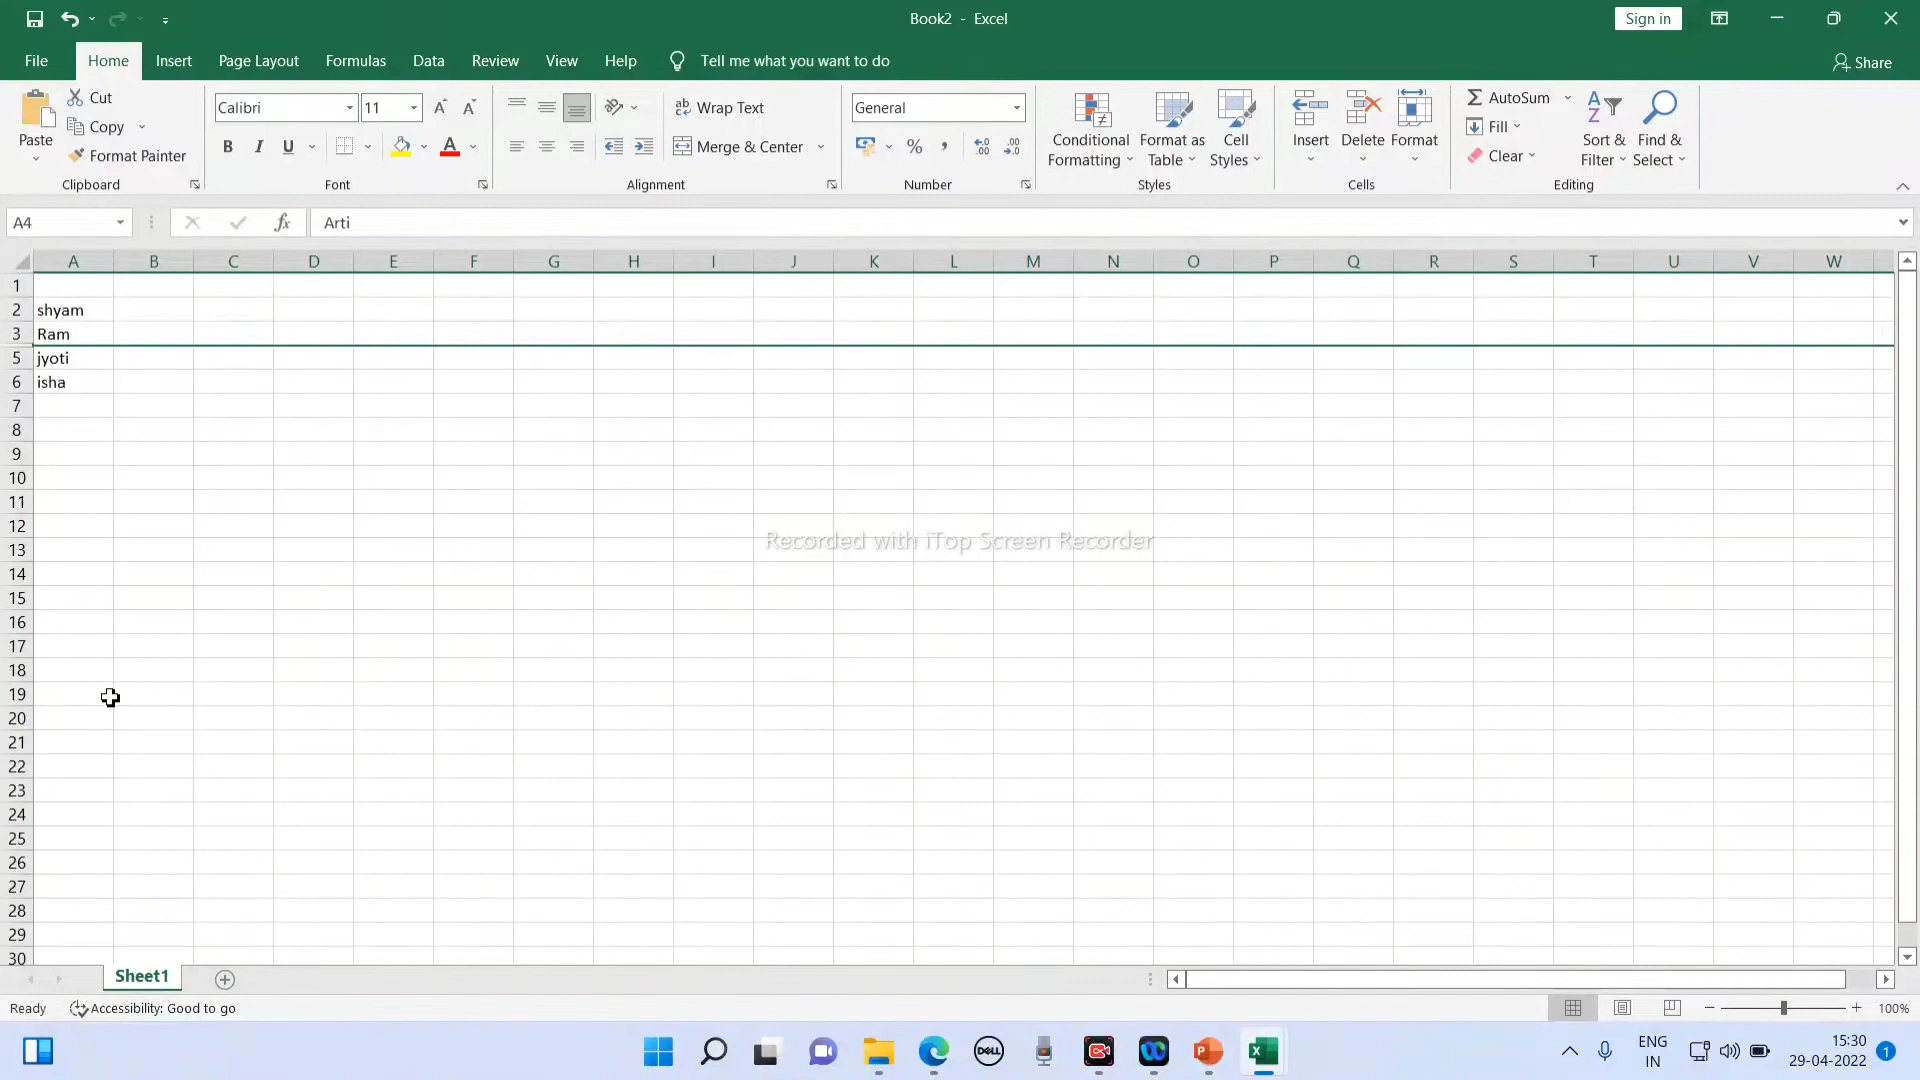 Book2 - Excel
Sign in
File
Home
Insert
Page Layout
Formulas
Data
Review
View
Help
Tell me what you want to do
Share
Paste
Cut
Copy
Format Painter
Clipboard
Calibri
11
B I U
Font
Wrap Text
Merge & Center
Alignment
General
Number
Conditional
Formatting
Format as
Table
Cell
Styles
Styles
Insert
Delete
Format
Cells
AutoSum
Fill
Clear
Sort &
Filter
Find &
Select
Editing
A4
fx
Arti
A B C D E F G H I J K L M N O P Q R S T U V W
1
2 shyam
3 Ram
5 jyoti
6 isha
7
8
9
10
11
12
Recorded with iTop Screen Recorder
13
14
15
16
17
18
19
20
21
22
23
24
25
26
27
28
29
30
Sheet1
Ready
Accessibility: Good to go
100%
DELL
ENG
IN
15:30
29-04-2022
1